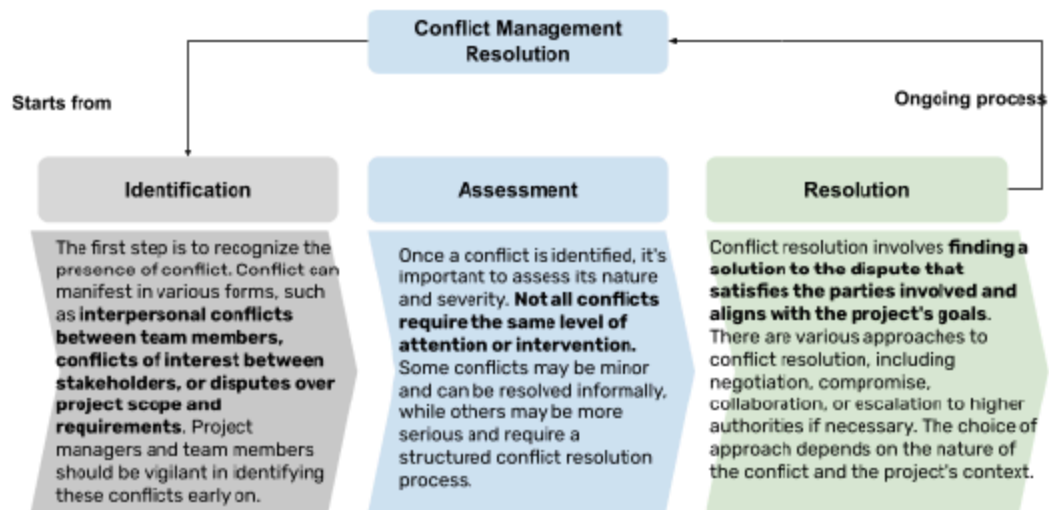 Conflict Management
Resolution
Starts from
Ongoing process
Identification
Assessment
Resolution
The first step is to recognize the
presence of conflict. Conflict can
manifest in various forms, such
as interpersonal conflicts
between team members,
conflicts of interest between
stakeholders, or disputes over
project scope and
requirements. Project
managers and team members
should be vigilant in identifying
these conflicts early on.
Once a conflict is identified, it's
important to assess its nature
and severity. Not all conflicts
require the same level of
attention or intervention.
Some conflicts may be minor
and can be resolved informally,
while others may be more
serious and require a
structured conflict resolution
process.
Conflict resolution involves finding a
solution to the dispute that
satisfies the parties involved and
aligns with the project's goals.
There are various approaches to
conflict resolution, including
negotiation, compromise,
collaboration, or escalation to higher
authorities if necessary. The choice of
approach depends on the nature of
the conflict and the project's context.